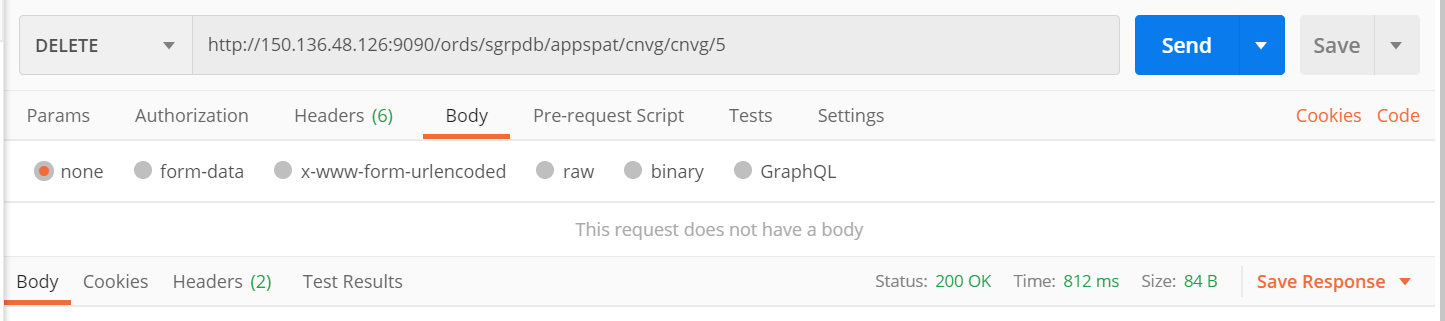 DELETE http://150.136.48.126:9090/ords/sgrpdb/appspat/cnvg/cnvg/5 Send Save
Params Authorization Headers (6) Body Pre-request Script Tests Settings Cookies Code
none form-data x-www-form-urlencoded raw binary GraphQL
This request does not have a body
Body Cookies Headers (2) Test Results Status: 200 OK Time: 812 ms Size: 84 B Save Response